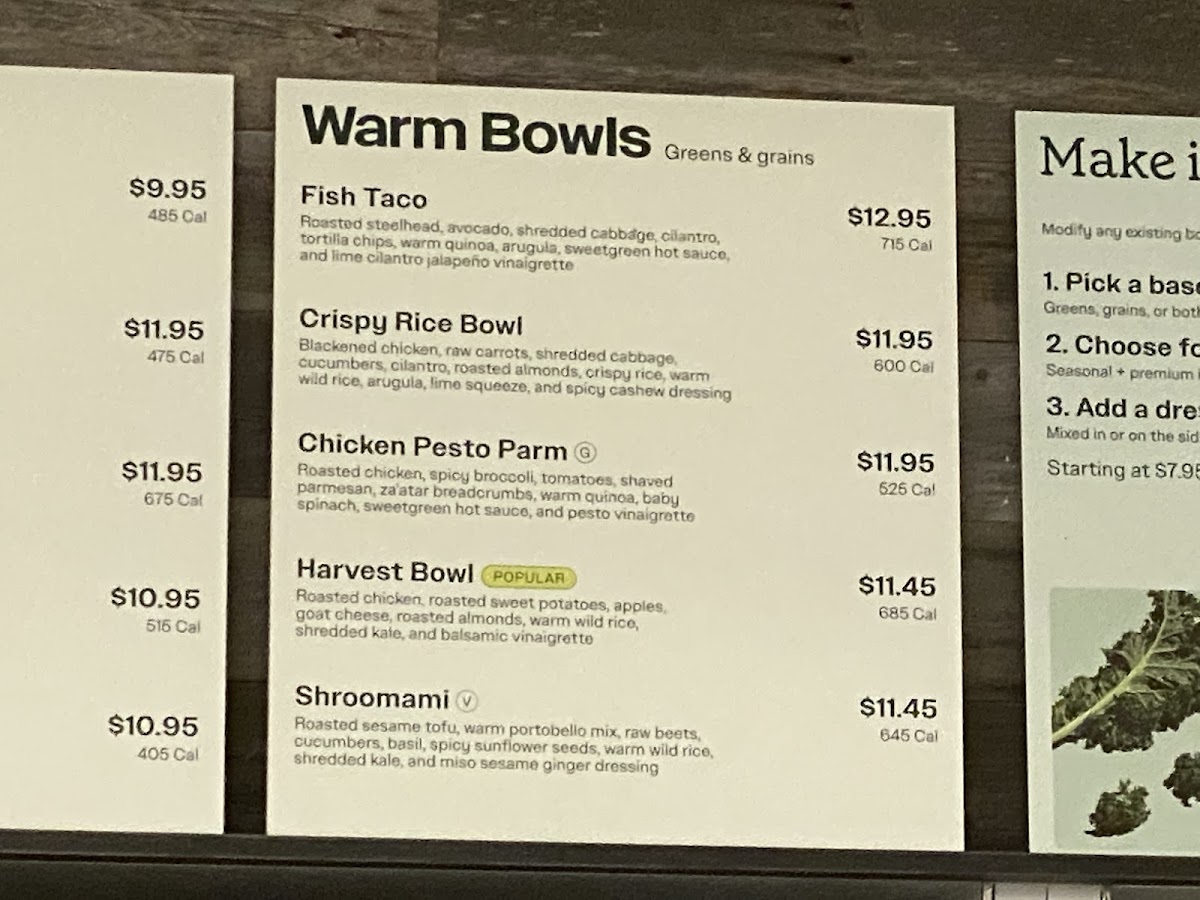 $9.95
485 Cal
$11.95
475 Cal
$11.95
675 Cal
$10.95
515 Cal
$10.95
405 Cal
Warm Bowls Greens & grains
Fish Taco
Roasted steelhead, avocado, shredded cabbage, cilantro,
tortilla chips, warm quinoa, arugula, sweetgreen hot sauce,
and lime cilantro jalapeño vinaigrette
$12.95
715 Cal
Crispy Rice Bowl
Blackened chicken, raw carrots, shredded cabbage,
cucumbers, cilantro, roasted almonds, crispy rice, warm
wild rice, arugula, lime squeeze, and spicy cashew dressing
$11.95
600 Cal
Chicken Pesto Parm G
Roasted chicken, spicy broccoli, tomatoes, shaved
parmesan, za'atar breadcrumbs, warm quinoa, baby
spinach, sweetgreen hot sauce, and pesto vinaigrette
$11.95
525 Cal
Harvest Bowl POPULAR
Roasted chicken, roasted sweet potatoes, apples,
goat cheese, roasted almonds, warm wild rice,
shredded kale, and balsamic vinaigrette
$11.45
685 Cal
Shroomami V
Roasted sesame tofu, warm portobello mix, raw beets,
cucumbers, basil, spicy sunflower seeds, warm wild rice,
shredded kale, and miso sesame ginger dressing
$11.45
645 Cal
Make i
Modify any existing bo
1. Pick a base
Greens, grains, or both
2. Choose fo
Seasonal + premium i
3. Add a dres
Mixed in or on the sid
Starting at $7.95